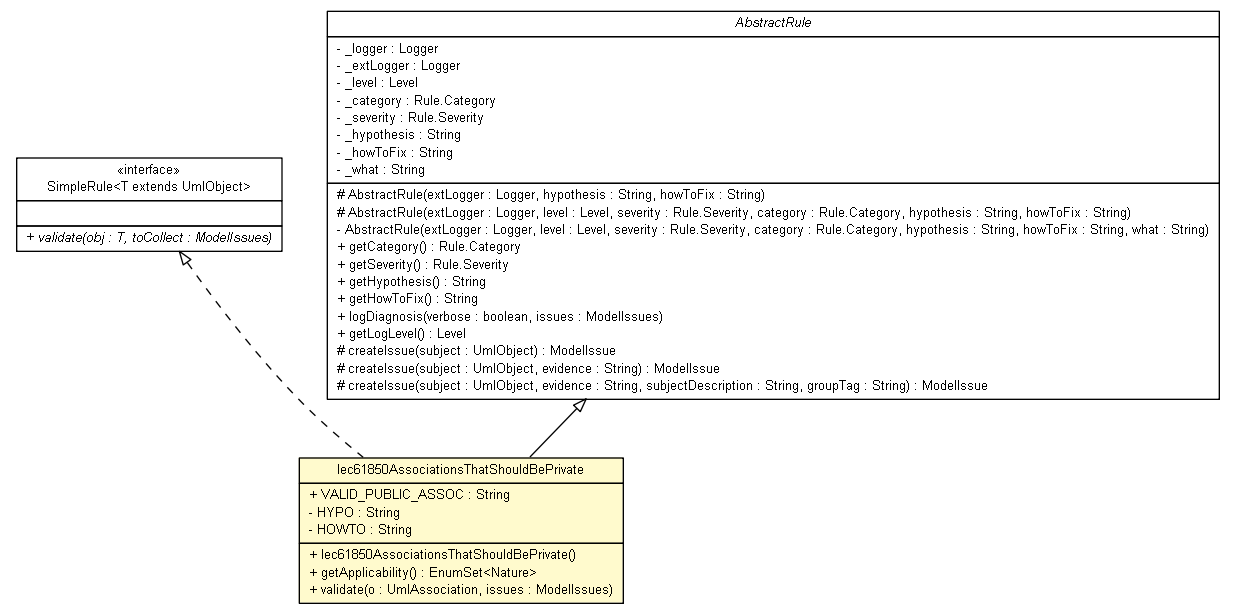 AbstractRule
- _logger : Logger
- _extLogger : Logger
- _level : Level
- _category : Rule.Category
- _severity : Rule.Severity
- _hypothesis : String
- _howToFix : String
- _what : String
# AbstractRule(extLogger : Logger, hypothesis : String, howToFix : String)
# AbstractRule(extLogger : Logger, level : Level, severity : Rule.Severity, category : Rule.Category, hypothesis : String, howToFix : String)
- AbstractRule(extLogger : Logger, level : Level, severity : Rule.Severity, category : Rule.Category, hypothesis : String, howToFix : String, what : String)
+ getCategory() : Rule.Category
+ getSeverity() : Rule.Severity
+ getHypothesis() : String
+ getHowToFix() : String
+ logDiagnosis(verbose : boolean, issues : ModelIssues)
+ getLogLevel() : Level
# createIssue(subject : UmlObject) : ModelIssue
# createIssue(subject : UmlObject, evidence : String) : ModelIssue
# createIssue(subject : UmlObject, evidence : String, subjectDescription : String, groupTag : String) : ModelIssue
«interface»
SimpleRule<T extends UmlObject>
+ validate(obj : T, toCollect : ModelIssues)
Iec61850AssociationsThatShouldBePrivate
+ VALID_PUBLIC_ASSOC : String
- HYPO : String
- HOWTO : String
+ Iec61850AssociationsThatShouldBePrivate()
+ getApplicability() : EnumSet<Nature>
+ validate(o : UmlAssociation, issues : ModelIssues)